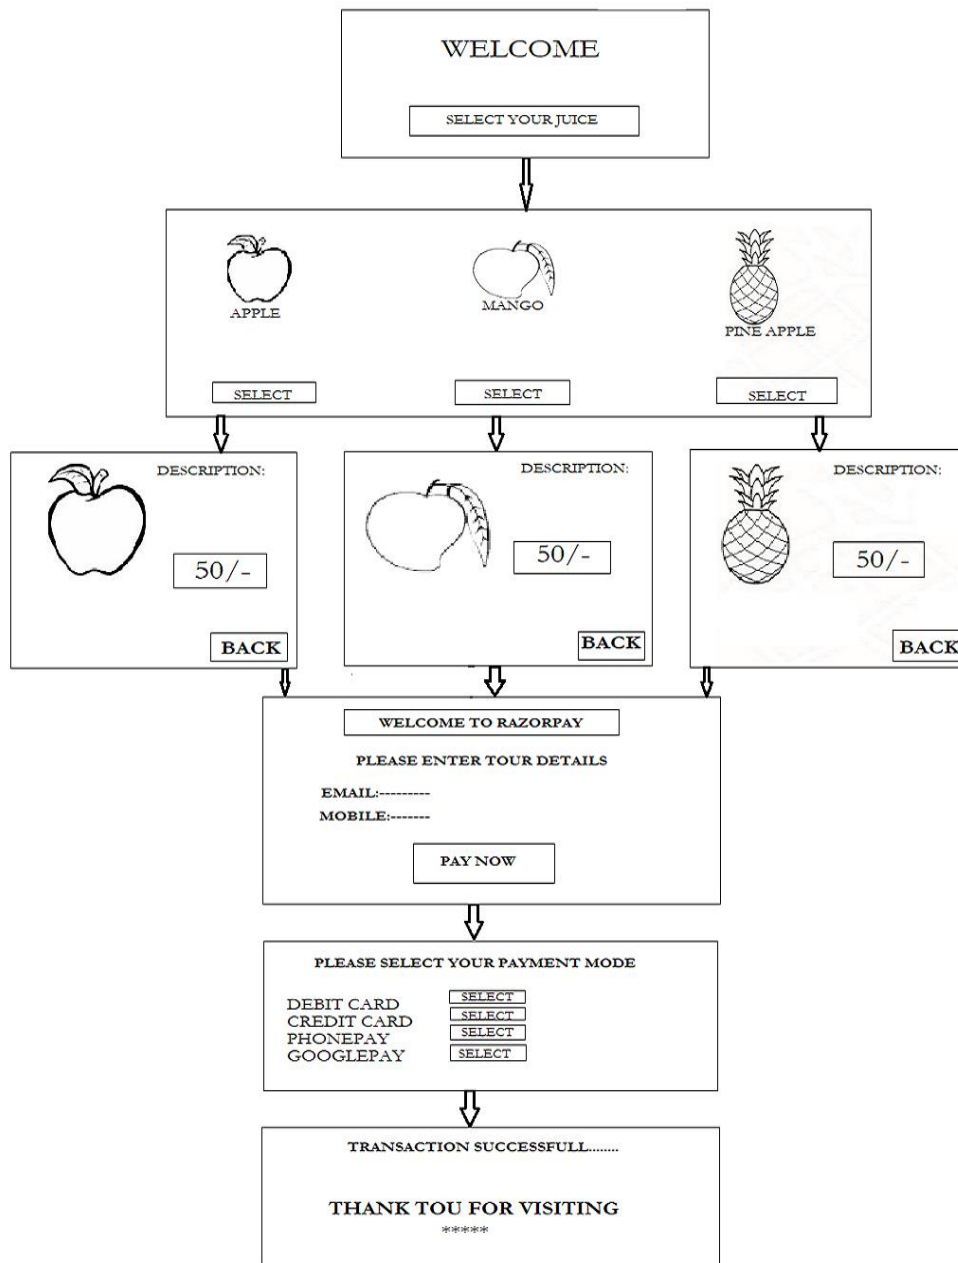 WELCOME
SELECT YOUR JUICE
APPLE
MANGO
PINE APPLE
SELECT
SELECT
SELECT
DESCRIPTION:
50/-
BACK
DESCRIPTION:
50/-
BACK
DESCRIPTION:
50/-
BACK
WELCOME TO RAZORPAY
PLEASE ENTER TOUR DETAILS
EMAIL:---------
MOBILE:-------
PAY NOW
PLEASE SELECT YOUR PAYMENT MODE
DEBIT CARD SELECT
CREDIT CARD SELECT
PHONEPAY SELECT
GOOGLEPAY SELECT
TRANSACTION SUCCESSFULL........
THANK TOU FOR VISITING
*****